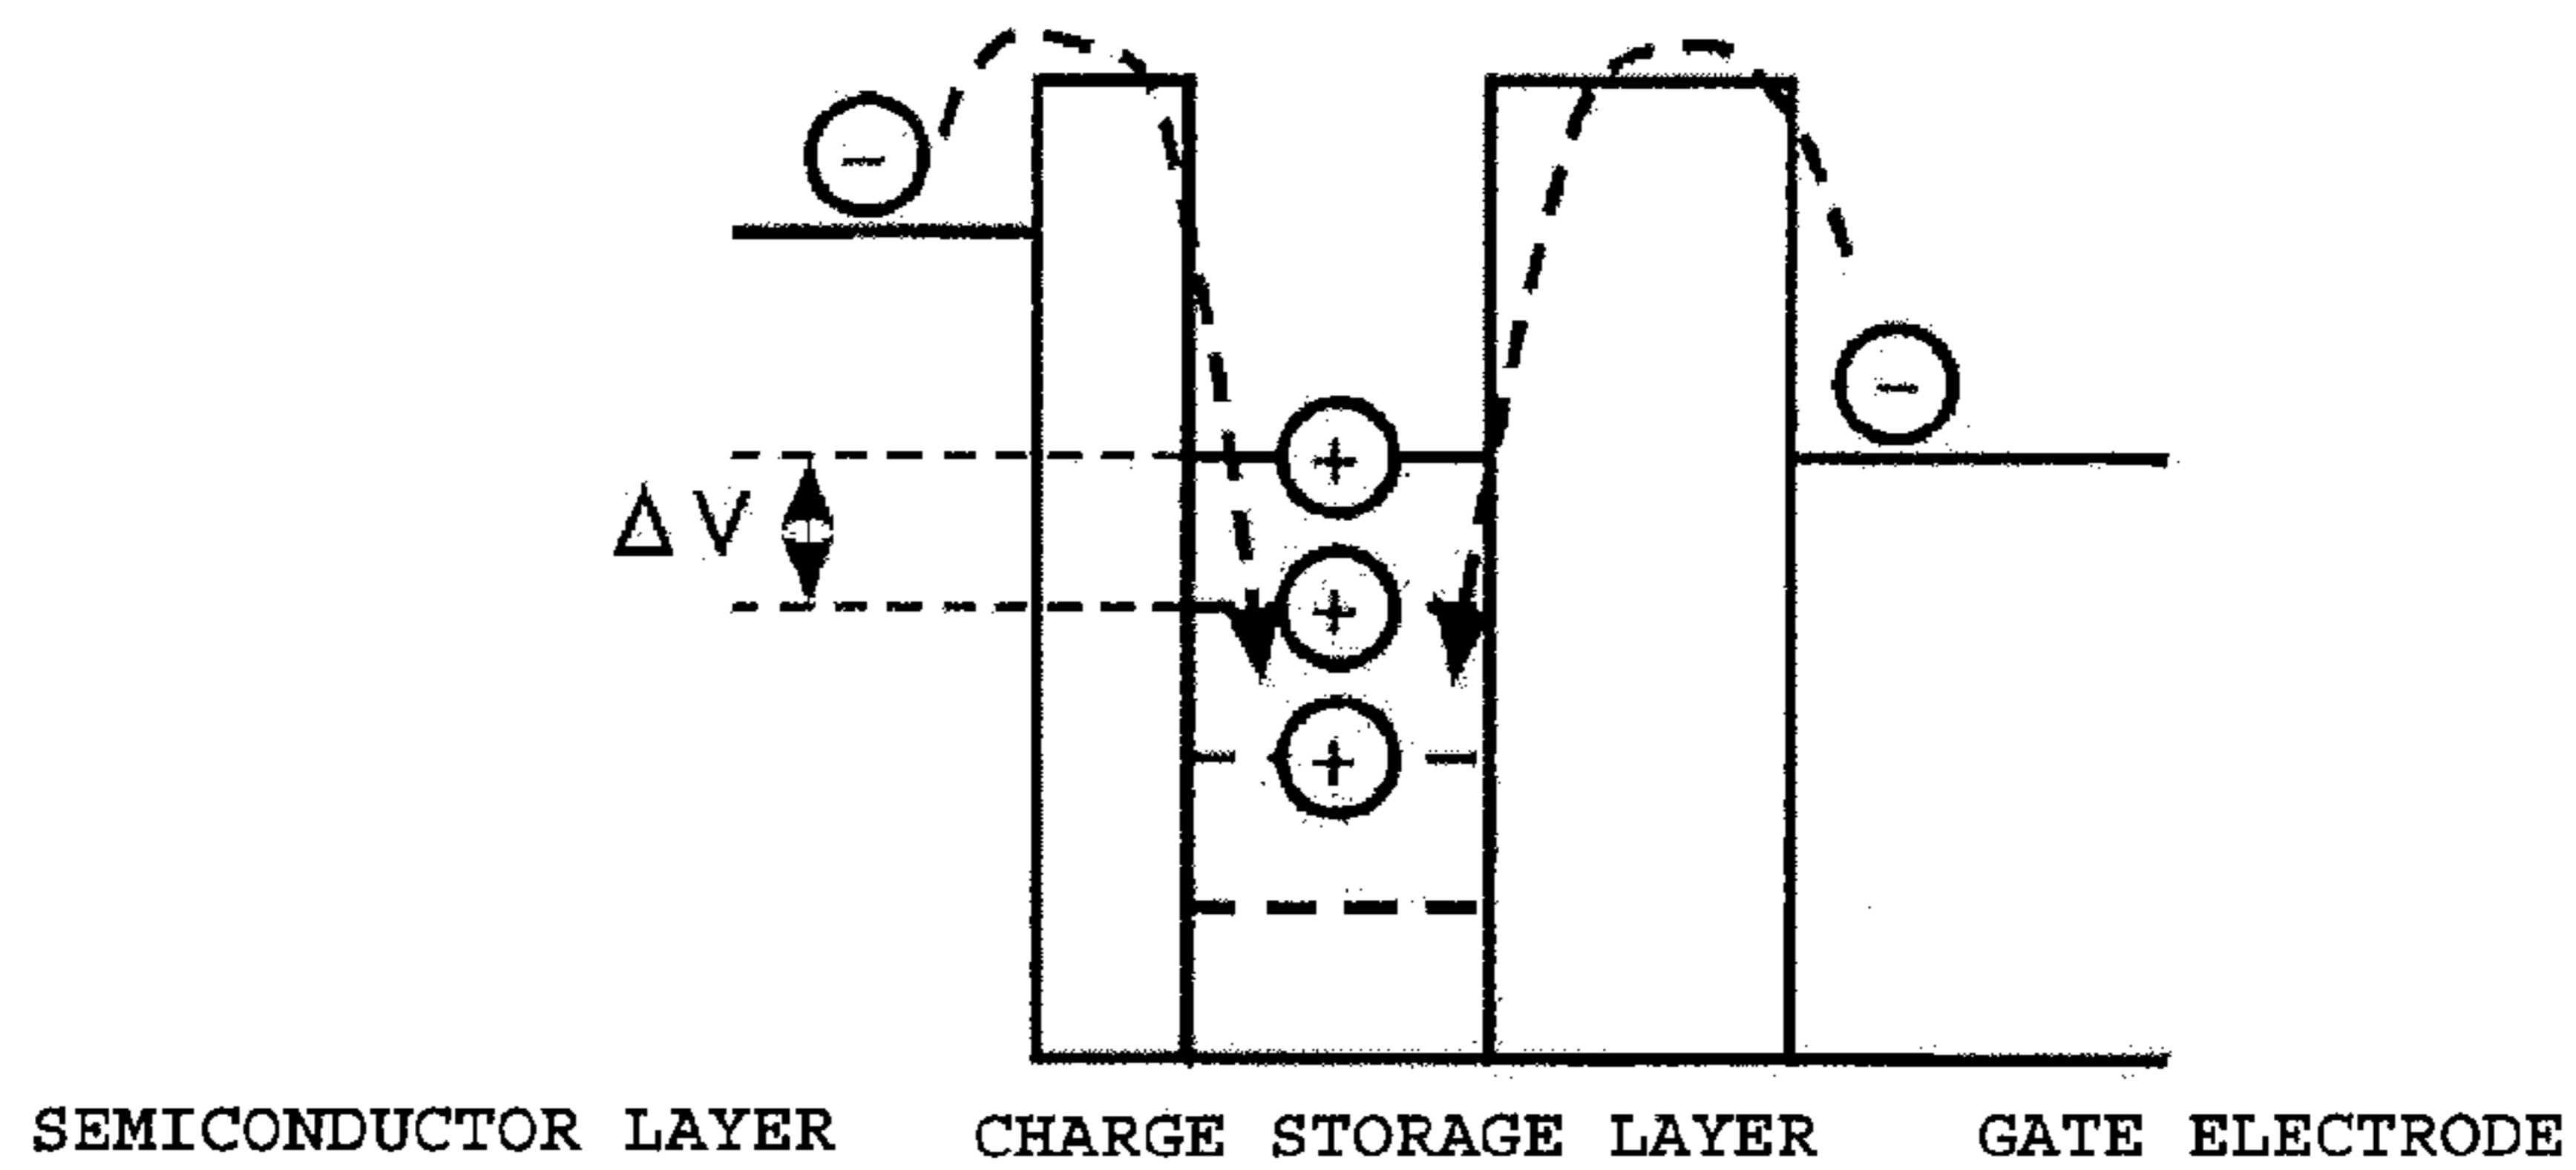 −
−
+
ΔV
+
+
SEMICONDUCTOR LAYER CHARGE STORAGE LAYER GATE ELECTRODE